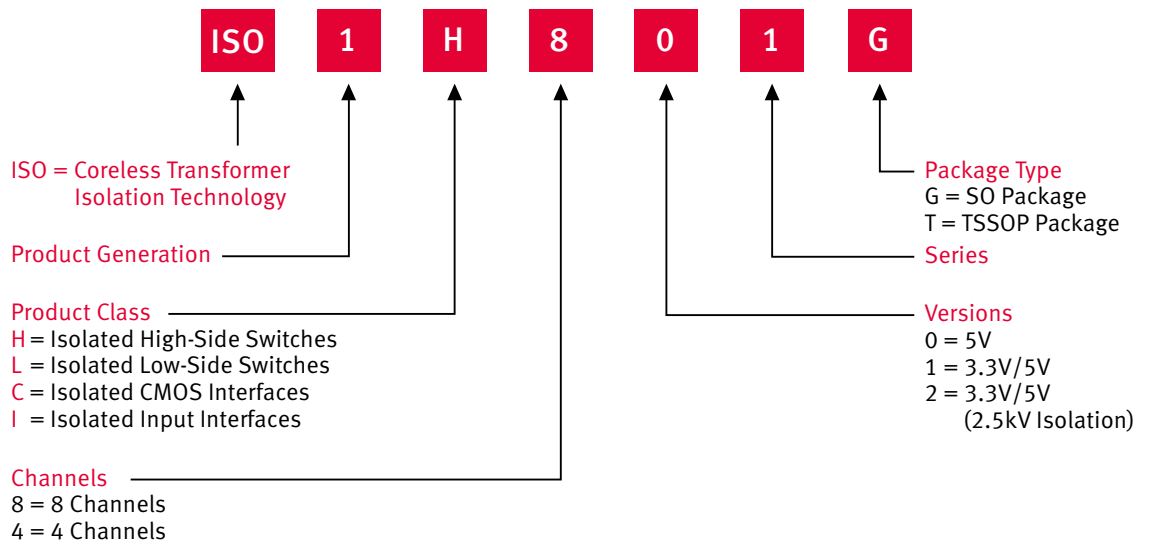 ISO 1 H 8 0 1 G
ISO = Coreless Transformer
Isolation Technology
Product Generation
Product Class
H = Isolated High-Side Switches
L = Isolated Low-Side Switches
C = Isolated CMOS Interfaces
I = Isolated Input Interfaces
Channels
8 = 8 Channels
4 = 4 Channels
Package Type
G = SO Package
T = TSSOP Package
Series
Versions
0 = 5V
1 = 3.3V/5V
2 = 3.3V/5V
(2.5kV Isolation)